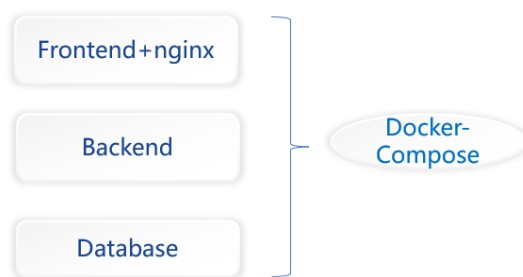 Frontend+nginx
Backend
Database
Docker-
Compose